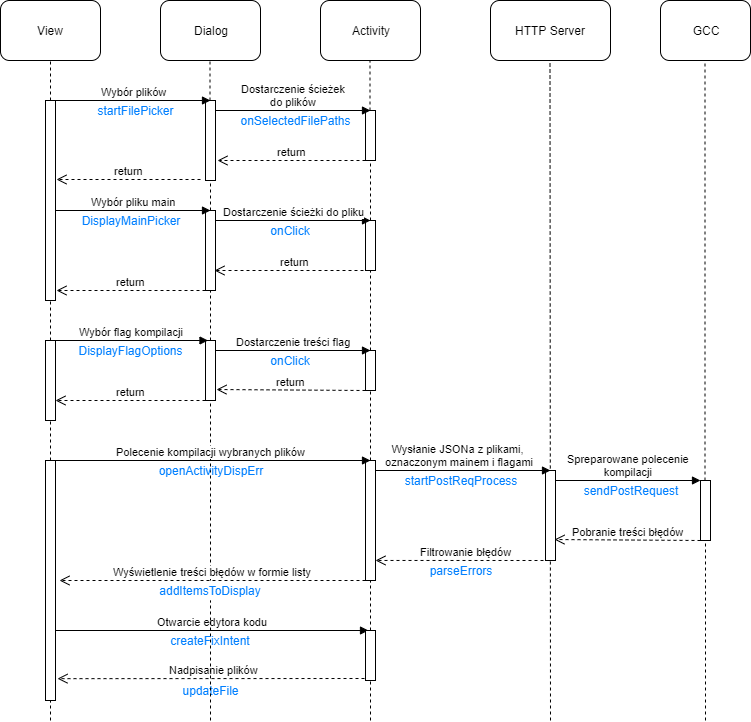 View
Dialog
Activity
HTTP Server
GCC
Wybór plików
startFilePicker
Dostarczenie ścieżek
do plików
onSelectedFilePaths
return
return
Wybór pliku main
DisplayMainPicker
Dostarczenie ścieżki do pliku
onClick
return
return
Wybór flag kompilacji
DisplayFlagOptions
Dostarczenie treści flag
onClick
return
return
Polecenie kompilacji wybranych plików
openActivityDispErr
Wysłanie JSONa z plikami,
oznaczonym mainem i flagami
startPostReqProcess
Spreparowane polecenie
kompilacji
sendPostRequest
Pobranie treści błędów
Filtrowanie błędów
parseErrors
Wyświetlenie treści błędów w formie listy
addItemsToDisplay
Otwarcie edytora kodu
createFixIntent
Nadpisanie plików
updateFile